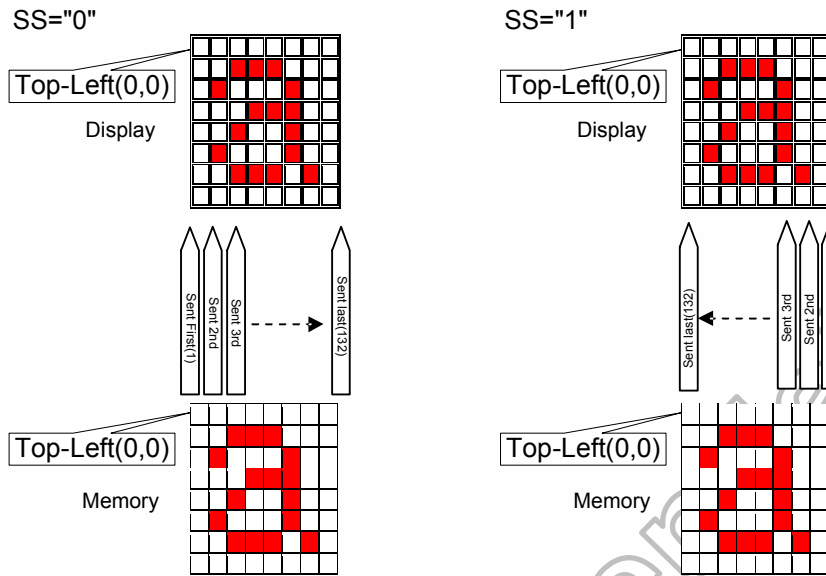 SS="0"
Top-Left(0,0)
Display
Sent First(1)
Sent 2nd
Sent 3rd
Sent last(132)
Top-Left(0,0)
Memory
SS="1"
Top-Left(0,0)
Display
Sent last(132)
Sent 3rd
Sent 2nd
Top-Left(0,0)
Memory